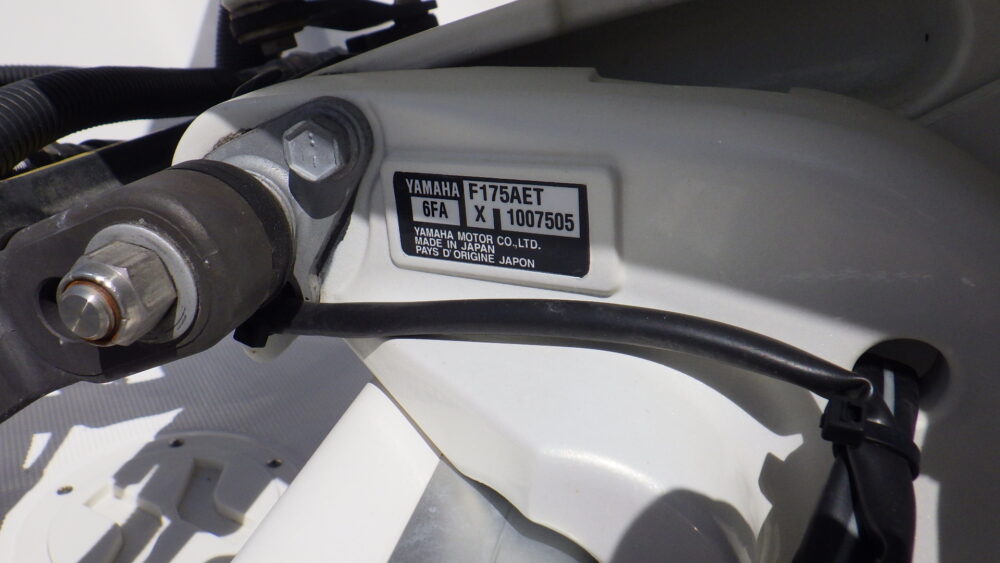 YAMAHA F175AET
6FA X 1007505
YAMAHA MOTOR CO.,LTD.
MADE IN JAPAN
PAYS D'ORIGINE JAPON